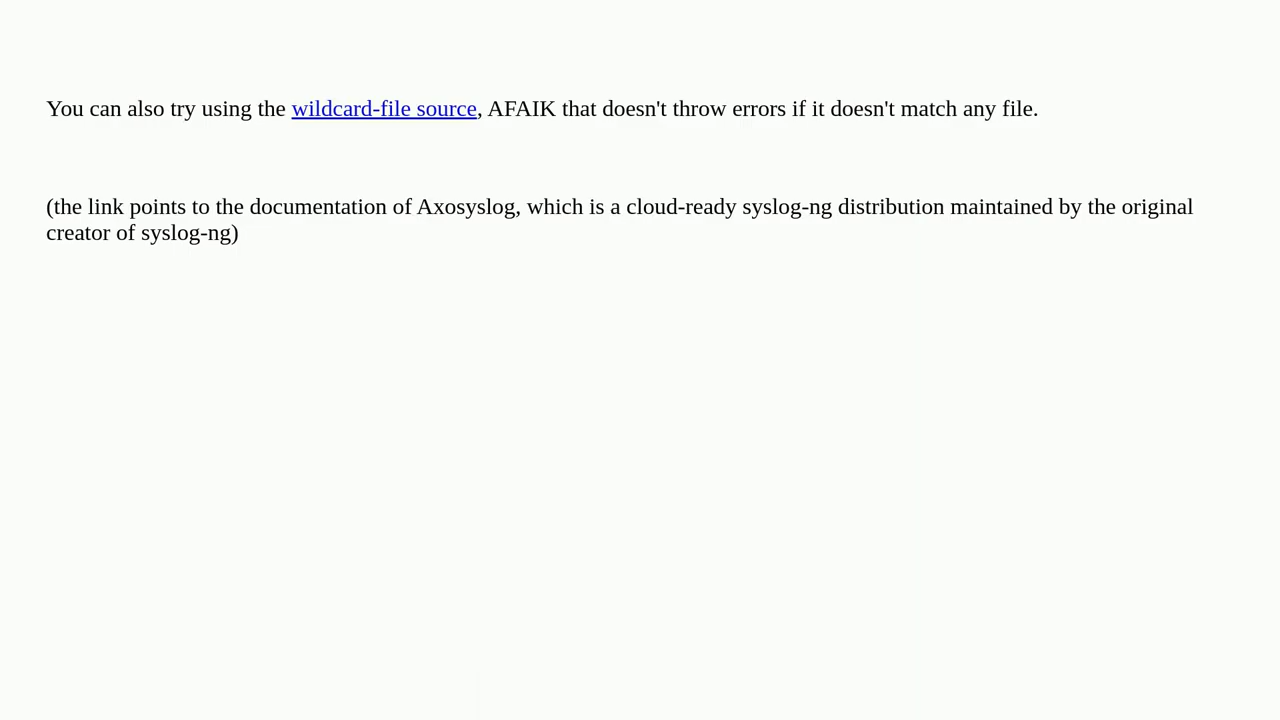 You can also try using the wildcard-file source, AFAIK that doesn't throw errors if it doesn't match any file.
(the link points to the documentation of Axosyslog, which is a cloud-ready syslog-ng distribution maintained by the original
creator of syslog-ng)